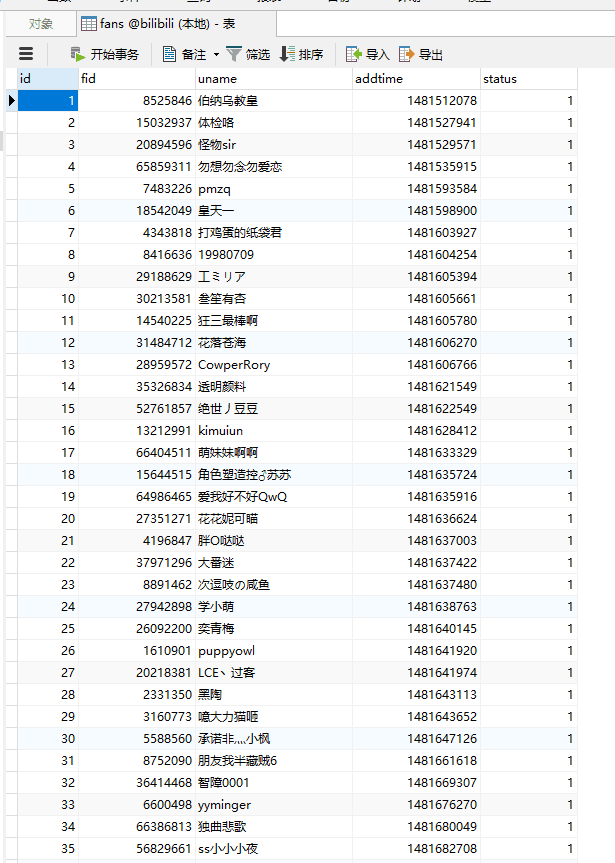 对象 fans @bilibili (本地) - 表
开始事务 备注 筛选 排序 导入 导出
id fid uname addtime status
1 8525846 伯纳乌教皇 1481512078 1
2 15032937 体检咯 1481527941 1
3 20894596 怪物sir 1481529571 1
4 65859311 勿想勿念勿爱恋 1481535915 1
5 7483226 pmzq 1481593584 1
6 18542049 皇天一 1481598900 1
7 4343818 打鸡蛋的纸袋君 1481603927 1
8 8416636 19980709 1481604254 1
9 29188629 工ミリア 1481605394 1
10 30213581 叁笙有杏 1481605661 1
11 14540225 狂三最棒啊 1481605780 1
12 31484712 花落苍海 1481606270 1
13 28959572 CowperRory 1481606766 1
14 35326834 透明颜料 1481621549 1
15 52761857 绝世丿豆豆 1481622549 1
16 13212991 kimuiun 1481628412 1
17 66404511 萌妹妹啊啊 1481633329 1
18 15644515 角色塑造控び苏苏 1481635724 1
19 64986465 爱我好不好QwQ 1481635916 1
20 27351271 花花妮可瞄 1481636624 1
21 4196847 胖O哒哒 1481637003 1
22 37971296 大番迷 1481637422 1
23 8891462 次逗吱の咸鱼 1481637480 1
24 27942898 学小萌 1481638763 1
25 26092200 奕青梅 1481640145 1
26 1610901 puppyowl 1481641920 1
27 20218381 LCE丶过客 1481641974 1
28 2331350 黑陶 1481643113 1
29 3160773 噫大力猫咂 1481643652 1
30 5588560 承诺非灬小枫 1481647126 1
31 8752090 朋友我半藏贼6 1481661618 1
32 36414468 智障0001 1481669307 1
33 6600498 yyminger 1481676270 1
34 66386813 独曲悲歌 1481680049 1
35 56829661 ss小小小夜 1481682708 1